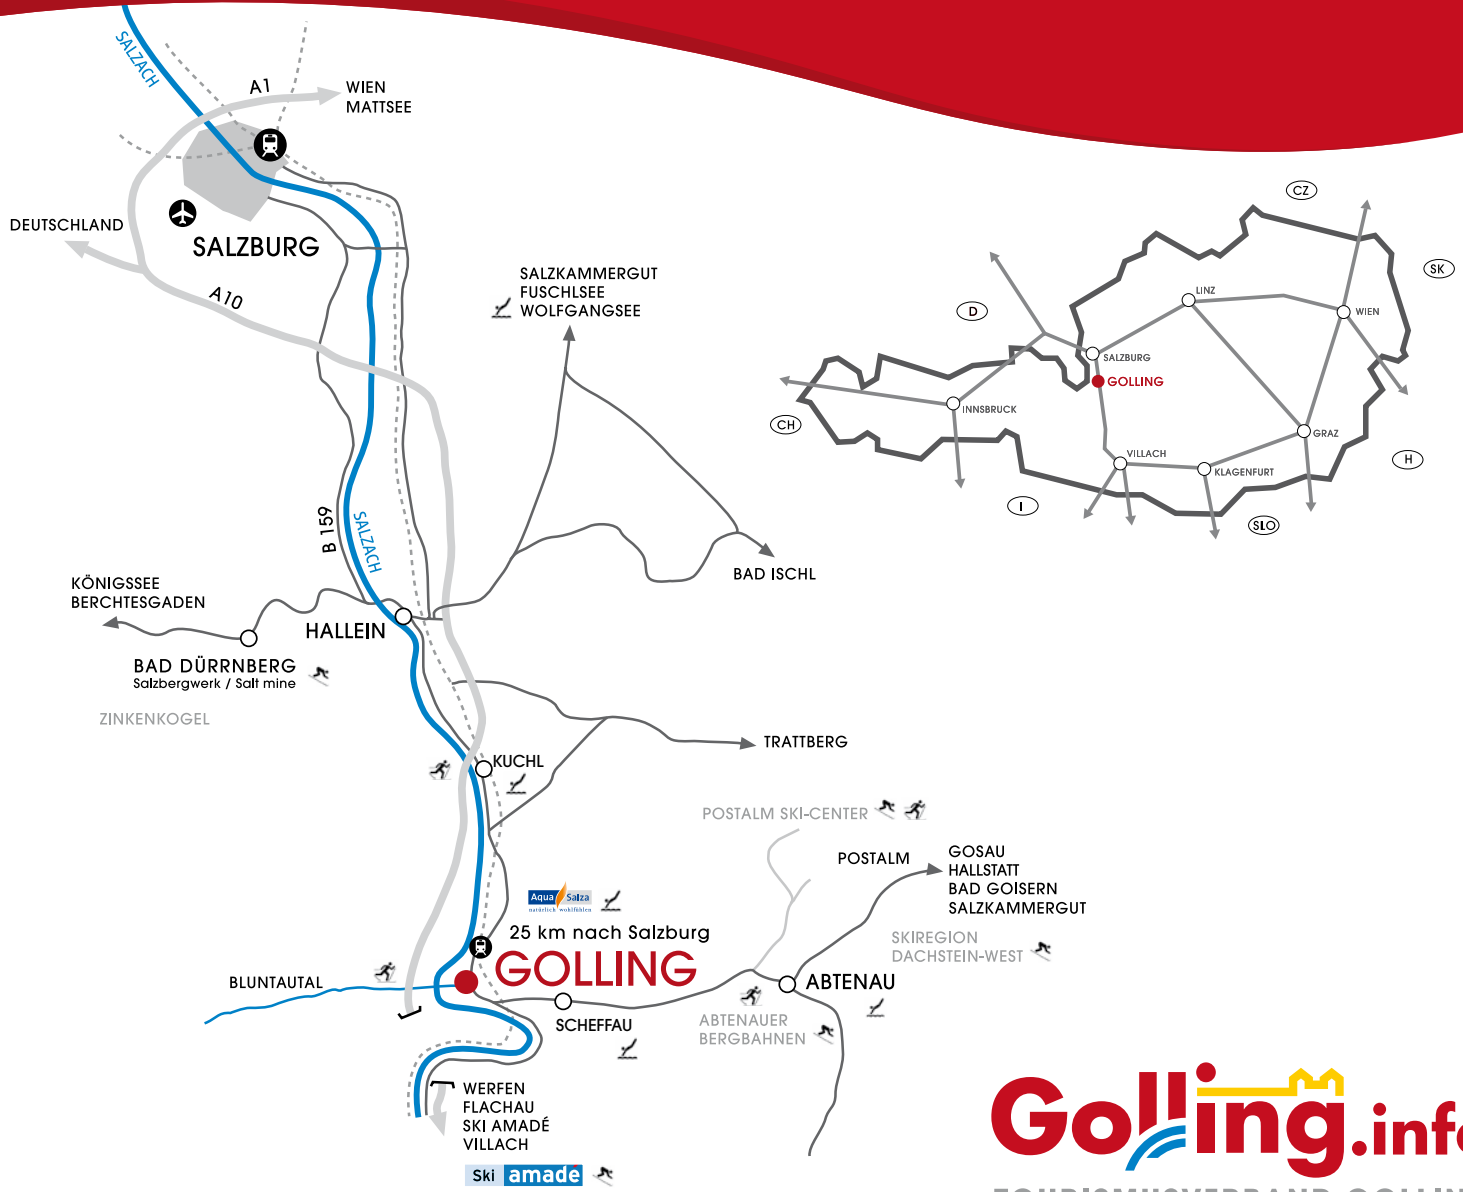 SALZACH
A1
WIEN
MATTSEE
DEUTSCHLAND
SALZBURG
A10
SALZKAMMERGUT
FUSCHLSEE
WOLFGANGSEE
CZ
SK
D
LINZ
WIEN
SALZBURG
GOLLING
INNSBRUCK
CH
GRAZ
VILLACH
KLAGENFURT
H
I
SLO
B 159
SALZACH
BAD ISCHL
KÖNIGSSEE
BERCHTESGADEN
HALLEIN
BAD DÜRRNBERG
Salzbergwerk / Salt mine
ZINKENKOGEL
TRATTBERG
KUCHL
POSTALM SKI-CENTER
POSTALM
GOSAU
HALLSTATT
BAD GOISERN
SALZKAMMERGUT
Aqua Salza
natürlich wohlfühlen
25 km nach Salzburg
GOLLING
SKIREGION
DACHSTEIN-WEST
BLUNTAUTAL
ABTENAU
SCHEFFAU
ABTENAUER
BERGBAHNEN
WERFEN
FLACHAU
SKI AMADÉ
VILLACH
Ski amadé
Golling.info